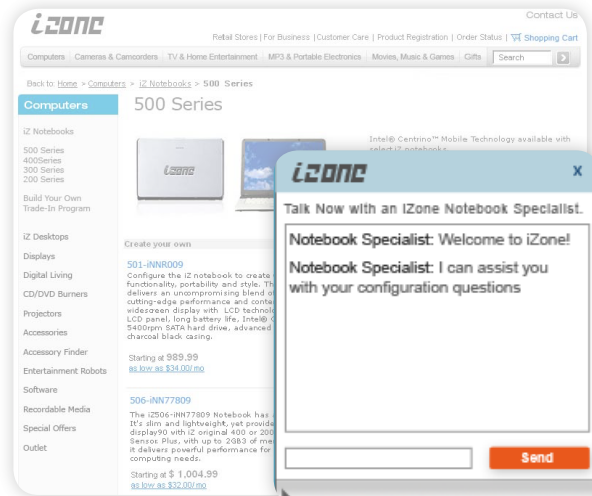 Contact Us
izone
Retail Stores | For Business | Customer Care | Product Registration | Order Status | Shopping Cart
Computers Cameras & Camcorders TV & Home Entertainment MP3 & Portable Electronics Movies, Music & Games Gifts Search
Back to: Home > Computers > iZ Notebooks > 500 Series
Computers
iZ Notebooks
500 Series
400Series
300 Series
200 Series
Build Your Own
Trade-In Program
iZ Desktops
Displays
Digital Living
CD/DVD Burners
Projectors
Accessories
Accessory Finder
Entertainment Robots
Software
Recordable Media
Special Offers
Outlet
500 Series
izone
Intel® Centrino™ Mobile Technology available with
select iZ notebooks
Create your own
501-iNNR009
Configure the iZ notebook to create
functionality, portability and style.
delivers an uncompromising blend
cutting-edge performance and
widescreen display with LCD
LCD panel, long battery life, Intel®
5400rpm SATA hard drive, advanced
charcoal black casing.
Starting at 989.99
as low as $34.00/mo
506-iNN77809
The iZ506-iNN77809 Notebook has
It's slim and lightweight, yet
display90 with iZ original 400 or
Sensor Plus, with up to 2GB3 of
it delivers powerful performance for
computing needs.
Starting at $ 1,004.99
as low as $32.00/mo
izone
x
Talk Now with an iZone Notebook Specialist.
Notebook Specialist: Welcome to iZone!
Notebook Specialist: I can assist you
with your configuration questions
Send